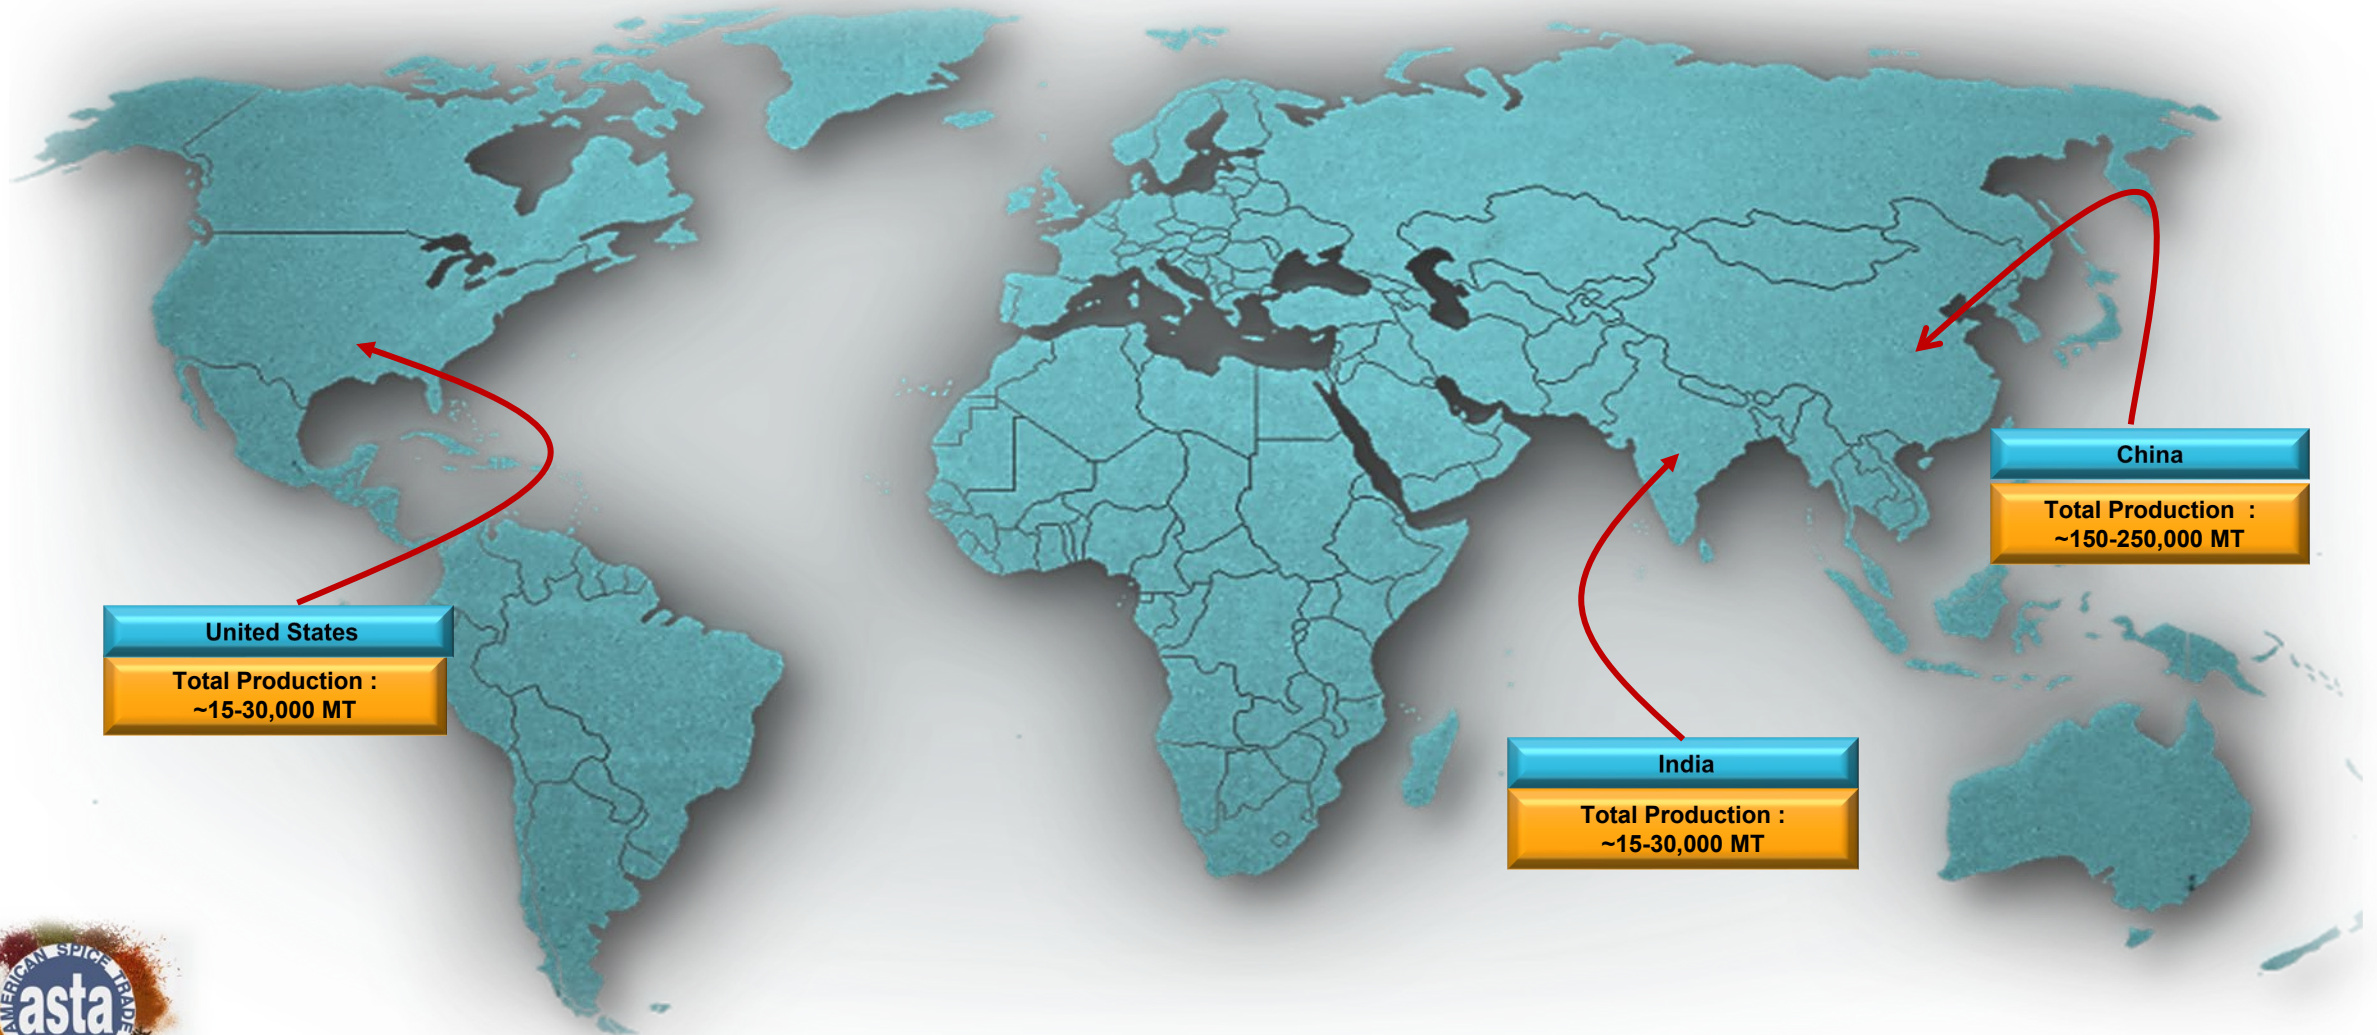 China
Total Production :
~150-250,000 MT
United States
Total Production :
~15-30,000 MT
India
Total Production :
~15-30,000 MT
AMERICAN SPICE TRADE
asta